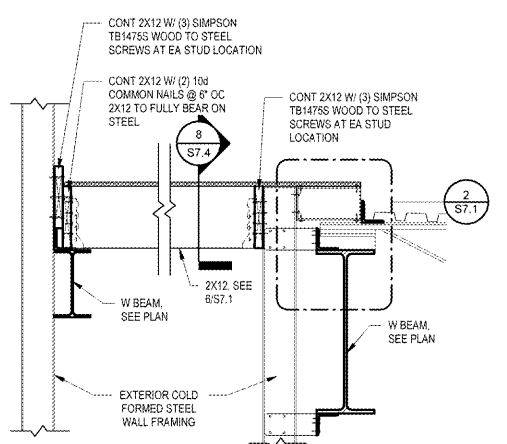 CONT 2X12 W/ (3) SIMPSON
TB1475S WOOD TO STEEL
SCREWS AT EA STUD LOCATION
CONT 2X12 W/ (2) 10d
COMMON NAILS @ 6" OC
2X12 TO FULLY BEAR ON
STEEL
CONT 2X12 W/ (3) SIMPSON
TB1475S WOOD TO STEEL
SCREWS AT EA STUD
LOCATION
8
S7.4
2
S7.1
2X12, SEE
6/S7.1
W BEAM,
SEE PLAN
W BEAM,
SEE PLAN
EXTERIOR COLD
FORMED STEEL
WALL FRAMING